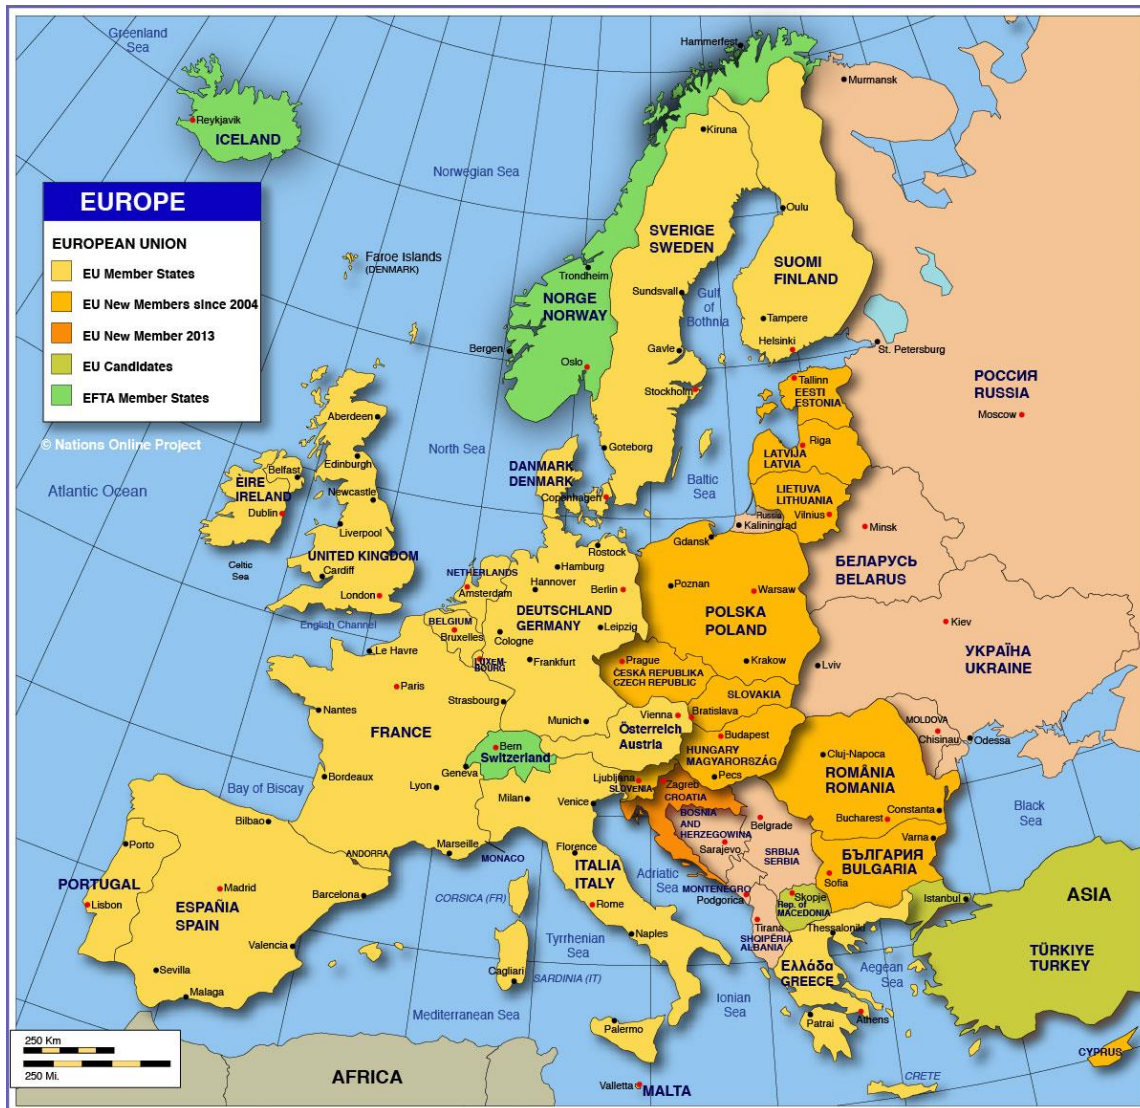 Greenland
Sea
Hammerfest
Murmansk
Reykjavik
ICELAND
Kiruna
Norwegian Sea
EUROPE
EUROPEAN UNION
EU Member States
EU New Members since 2004
EU New Member 2013
EU Candidates
EFTA Member States
© Nations Online Project
Oulu
SVERIGE
SWEDEN
SUOMI
FINLAND
Faroe Islands
(DENMARK)
Trondheim
NORGE
NORWAY
Sundsvall
Gulf
of
Bothnia
Tampere
Helsinki
St. Petersburg
Bergen
Oslo
Gavle
Stockholm
Tallinn
EESTI
ESTONIA
РОССИЯ
RUSSIA
Moscow
Aberdeen
North Sea
Goteborg
Riga
LATVIJA
LATVIA
Edinburgh
Belfast
ÈIRE
IRELAND
Dublin
Newcastle
Liverpool
DANMARK
DENMARK
Copenhagen
Baltic
Sea
LIETUVA
LITHUANIA
Vilnius
Russia
Kaliningrad
Minsk
Atlantic Ocean
Celtic
Sea
UNITED KINGDOM
Cardiff
London
English Channel
NETHERLANDS
Amsterdam
Rostock
Hamburg
Hannover
Berlin
Gdansk
Poznan
Warsaw
БЕЛАРУСЬ
BELARUS
DEUTSCHLAND
GERMANY
Leipzig
Cologne
Frankfurt
BELGIUM
Bruxelles
LUXEM-
BOURG
POLSKA
POLAND
Krakow
Lviv
Kiev
УКРАЇНА
UKRAINE
Le Havre
Paris
Strasbourg
Nantes
FRANCE
Munich
Prague
ČESKÁ REPUBLIKA
CZECH REPUBLIC
SLOVAKIA
Vienna
Bratislava
Österreich
Austria
Budapest
HUNGARY
MAGYARORSZÁG
Pecs
MOLDOVA
Chisinau
Odessa
Bern
Switzerland
Geneva
Lyon
Bordeaux
Bay of Biscay
Milan
Venice
Ljubljana
SLOVENIA
Zagreb
CROATIA
Cluj-Napoca
ROMÂNIA
ROMANIA
Constanta
Bucharest
Black
Sea
Bilbao
Porto
ANDORRA
Marseille
MONACO
Florence
BOSNIA
AND
HERZEGOWINA
Sarajevo
Belgrade
SRBIJA
SERBIA
Varna
БЪЛГАРИЯ
BULGARIA
Sofia
PORTUGAL
Lisbon
Madrid
ESPAÑIA
SPAIN
Barcelona
Valencia
Sevilla
Malaga
CORSICA (FR)
ITALIA
ITALY
Rome
Naples
Adriatic
Sea
MONTENEGRO
Podgorica
Skopje
Rep. of
MACEDONIA
Tirana
SHQIPËRIA
ALBANIA
Istanbul
ASIA
Thessaloniki
TÜRKIYE
TURKEY
Tyrrhenian
Sea
Cagliari
SARDINIA (IT)
Ελλάδα
GREECE
Aegean
Sea
Ionian
Sea
Mediterranean Sea
Palermo
Patrai
Athens
250 Km
250 Mi.
AFRICA
Valletta
MALTA
CRETE
CYPRUS